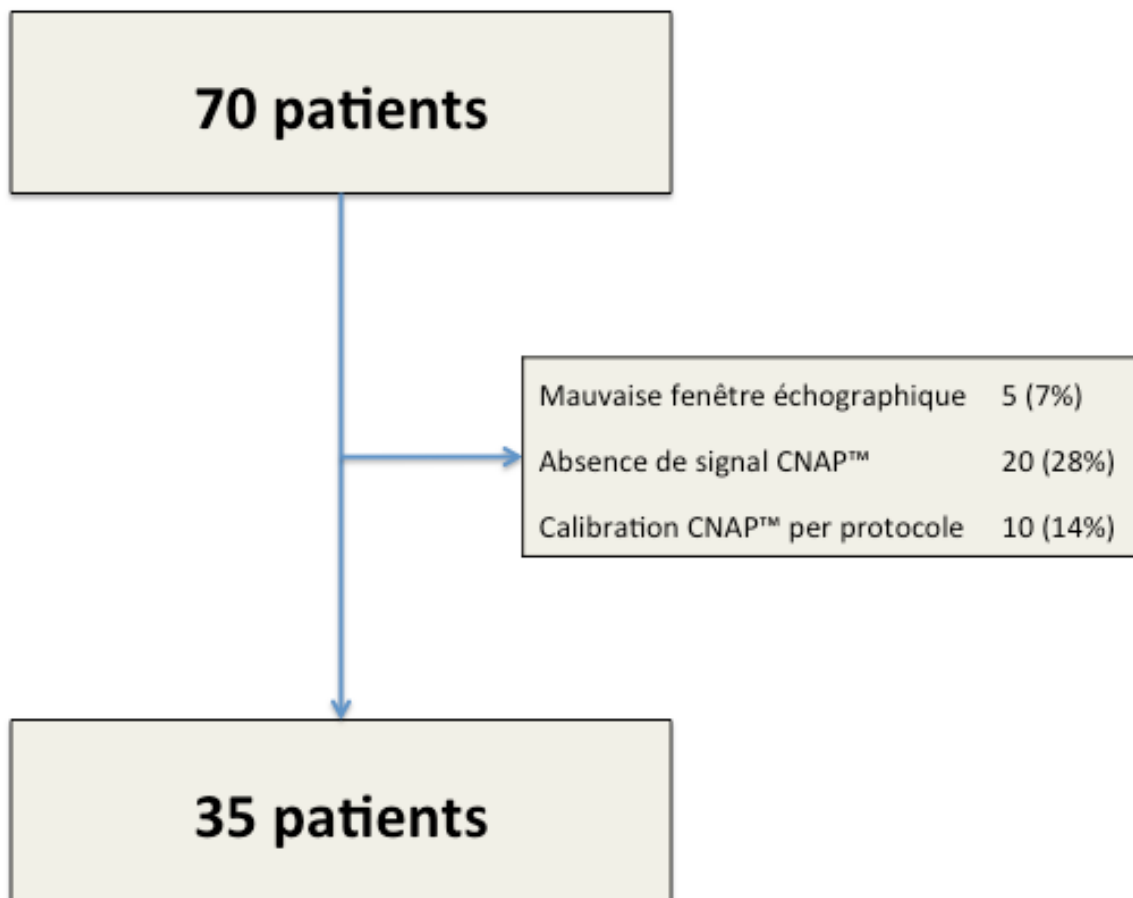 70 patients
Mauvaise fenêtre échographique 5 (7%)
Absence de signal CNAP™ 20 (28%)
Calibration CNAP™ per protocole 10 (14%)
35 patients